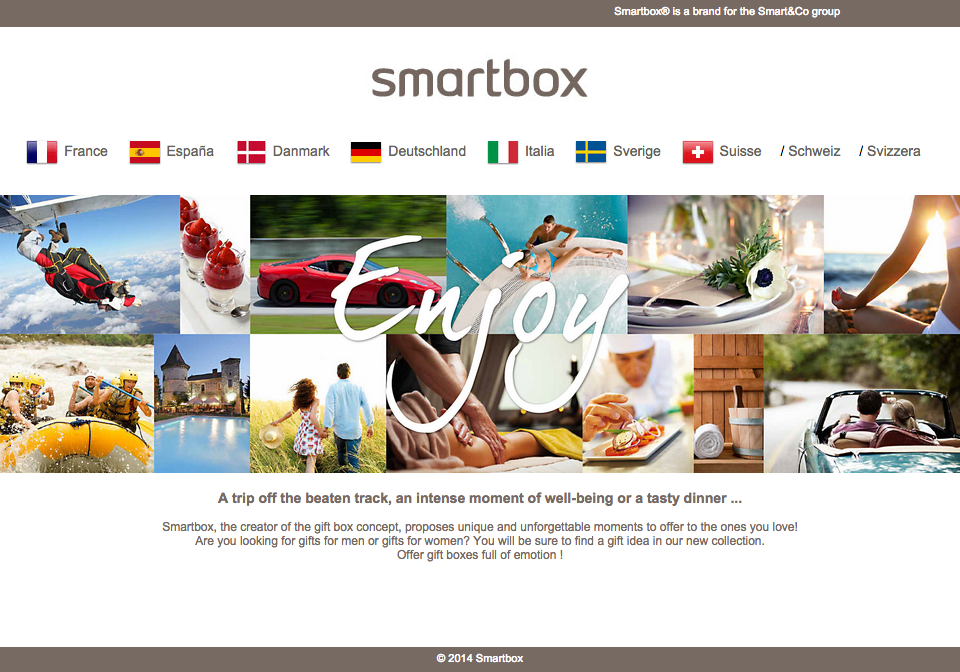 Smartbox® is a brand for the Smart&Co group
smartbox
France España Danmark Deutschland Italia Sverige Suisse / Schweiz / Svizzera
Enjoy
A trip off the beaten track, an intense moment of well-being or a tasty dinner ...
Smartbox, the creator of the gift box concept, proposes unique and unforgettable moments to offer to the ones you love!
Are you looking for gifts for men or gifts for women? You will be sure to find a gift idea in our new collection.
Offer gift boxes full of emotion !
© 2014 Smartbox